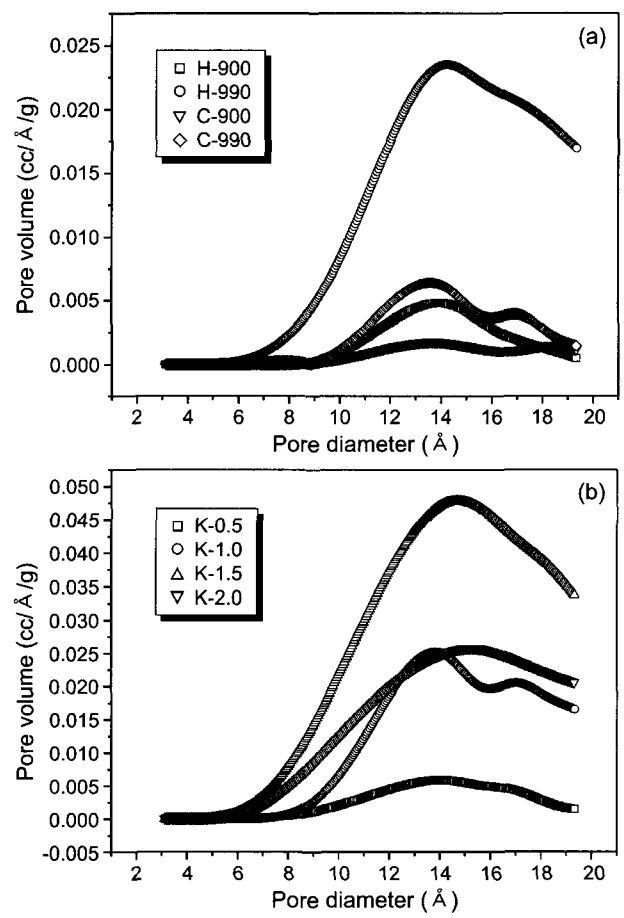 (a)
H-900
H-990
C-900
C-990
Pore volume (cc/Å/g)
0.025
0.020
0.015
0.010
0.005
0.000
2 4 6 8 10 12 14 16 18 20
Pore diameter (Å)
(b)
K-0.5
K-1.0
K-1.5
K-2.0
Pore volume (cc/Å/g)
0.050
0.045
0.040
0.035
0.030
0.025
0.020
0.015
0.010
0.005
0.000
-0.005
2 4 6 8 10 12 14 16 18 20
Pore diameter (Å)